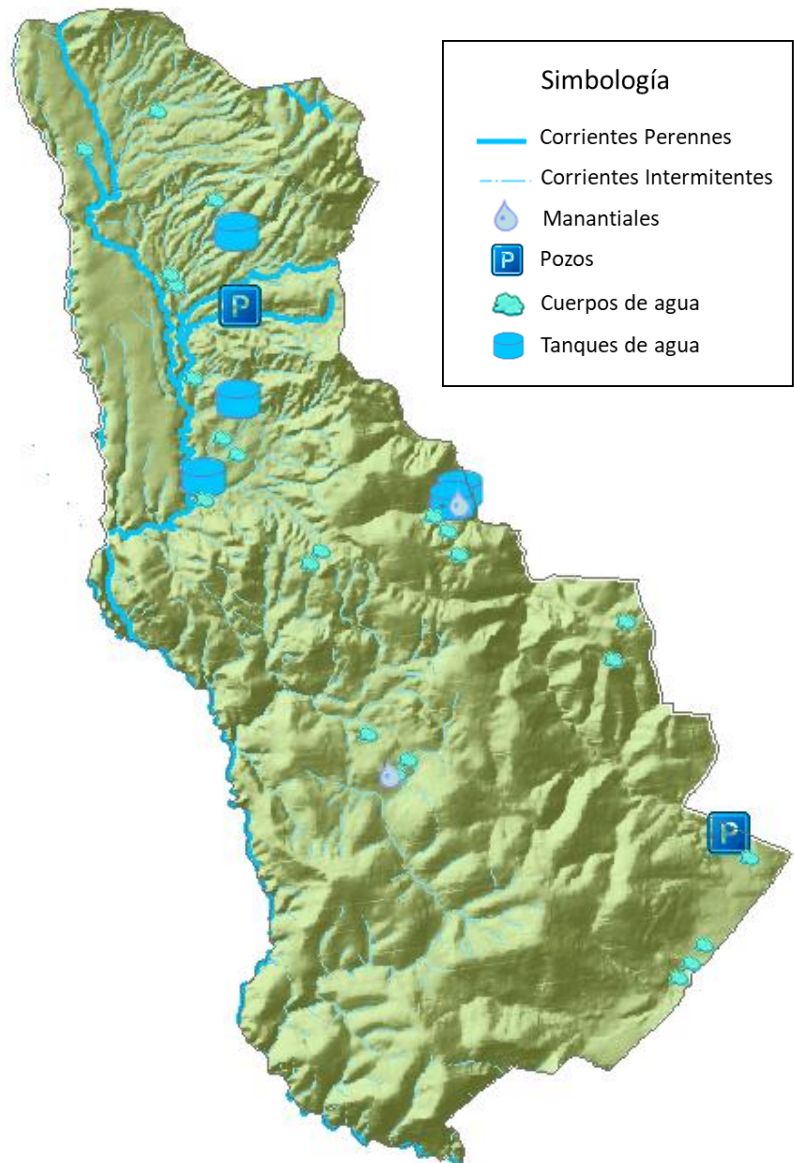 Simbología
Corrientes Perennes
Corrientes Intermitentes
Manantiales
P Pozos
Cuerpos de agua
Tanques de agua
P
P